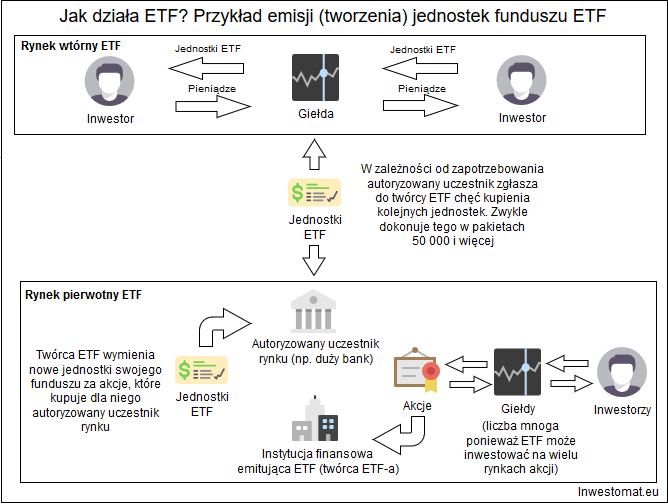 Jak działa ETF? Przykład emisji (tworzenia) jednostek funduszu ETF
Rynek wtórny ETF
Jednostki ETF
Pieniądze
Inwestor
Giełda
Jednostki ETF
Pieniądze
Inwestor
Jednostki
ETF
W zależności od zapotrzebowania
autoryzowany uczestnik zgłasza
do twórcy ETF chęć kupienia
kolejnych jednostek. Zwykle
dokonuje tego w pakietach
50 000 i więcej
Rynek pierwotny ETF
Twórca ETF wymienia
nowe jednostki swojego
funduszu za akcje, które
kupuje dla niego
autoryzowany uczestnik
rynku
Jednostki
ETF
Autoryzowany uczestnik
rynku (np. duży bank)
Instytucja finansowa
emitująca ETF (twórca ETF-a)
Akcje
Giełdy
(liczba mnoga
ponieważ ETF może
inwestować na wielu
rynkach akcji)
Inwestorzy
Inwestomat.eu